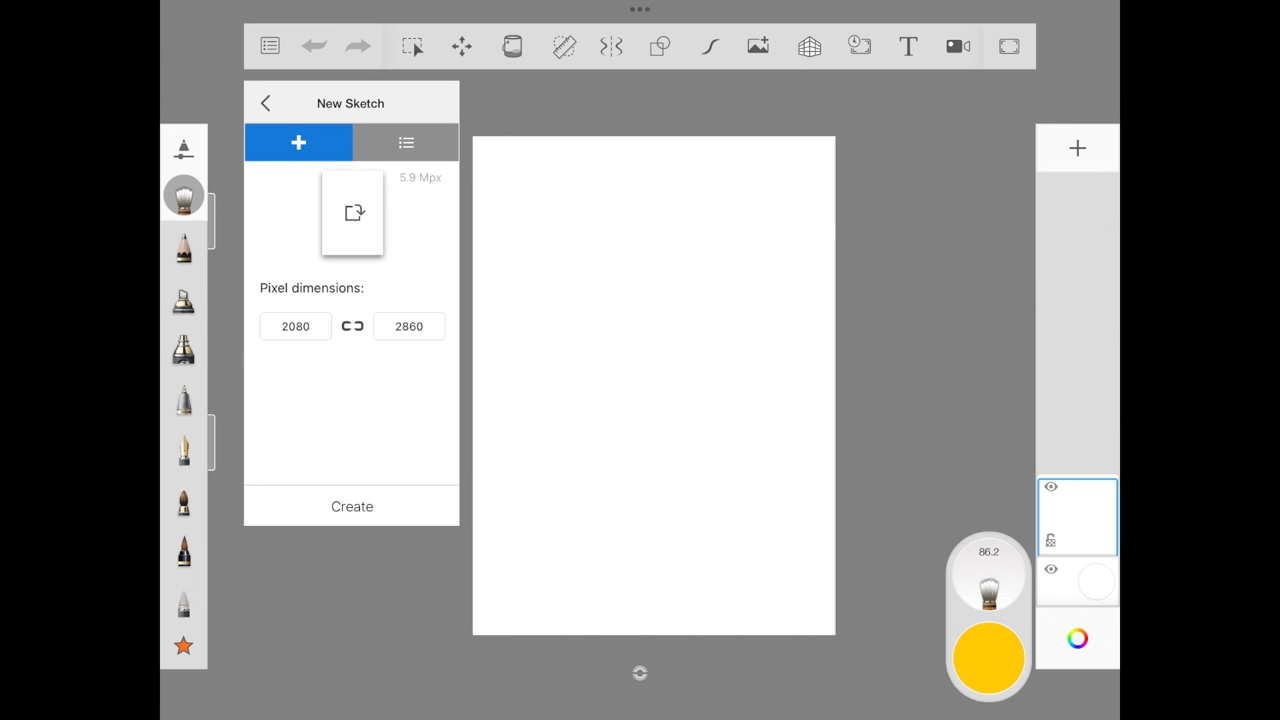 New Sketch
5.9 Mpx
Pixel dimensions:
2080
2860
Create
T
86.2